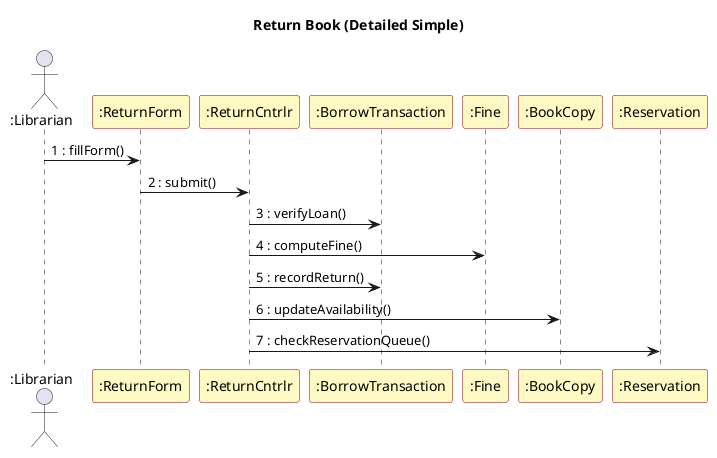 Return Book (Detailed Simple)
:Librarian
:ReturnForm
:ReturnCntrlr
:BorrowTransaction
:Fine
:BookCopy
:Reservation
1 : fillForm()
2 : submit()
3 : verifyLoan()
4 : computeFine()
5 : recordReturn()
6 : updateAvailability()
7 : checkReservationQueue()
:Librarian
:ReturnForm
:ReturnCntrlr
:BorrowTransaction
:Fine
:BookCopy
:Reservation